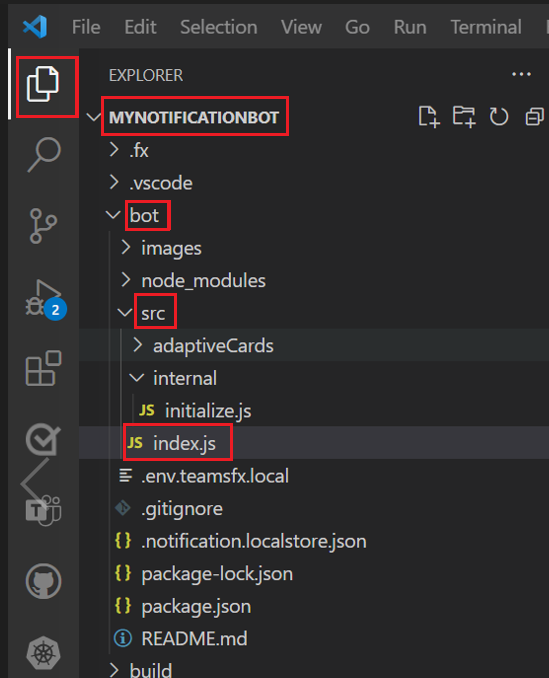 File Edit Selection View Go Run Terminal
EXPLORER
MYNOTIFICATIONBOT
.fx
.vscode
bot
images
node_modules
2
src
adaptiveCards
internal
JS initialize.js
JS index.js
.env.teamsfx.local
T
.gitignore
{} .notification.localstore.json
{} package-lock.json
{} package.json
README.md
build